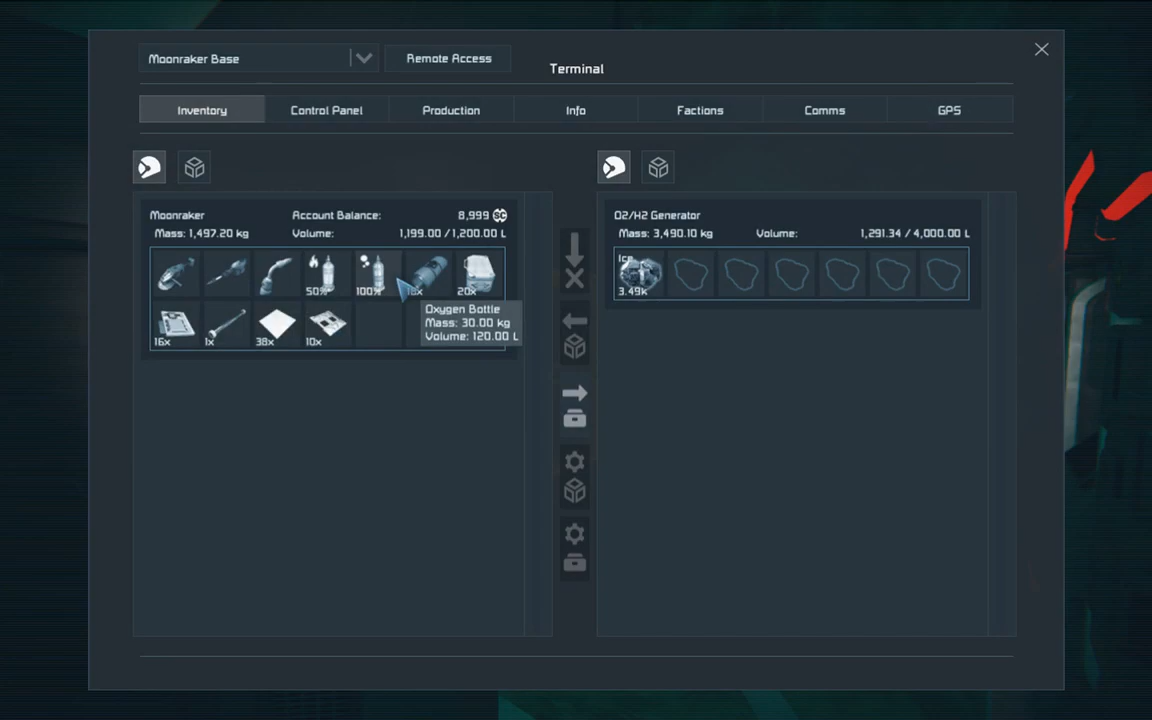 Moonraker Base
Remote Access
Terminal
Inventory
Control Panel
Production
Info
Factions
Comms
GPS
Moonraker
Account Balance:
8,999 SC
Mass: 1,497.20 kg
Volume:
1,199.00 / 1,200.00 L
50%
100%
20x
16x
1x
38x
10x
Oxygen Bottle
Mass: 30.00 kg
Volume: 120.00 L
O2/H2 Generator
Mass: 3,490.10 kg
Volume:
1,291.34 / 4,000.00 L
Ice
3.49k